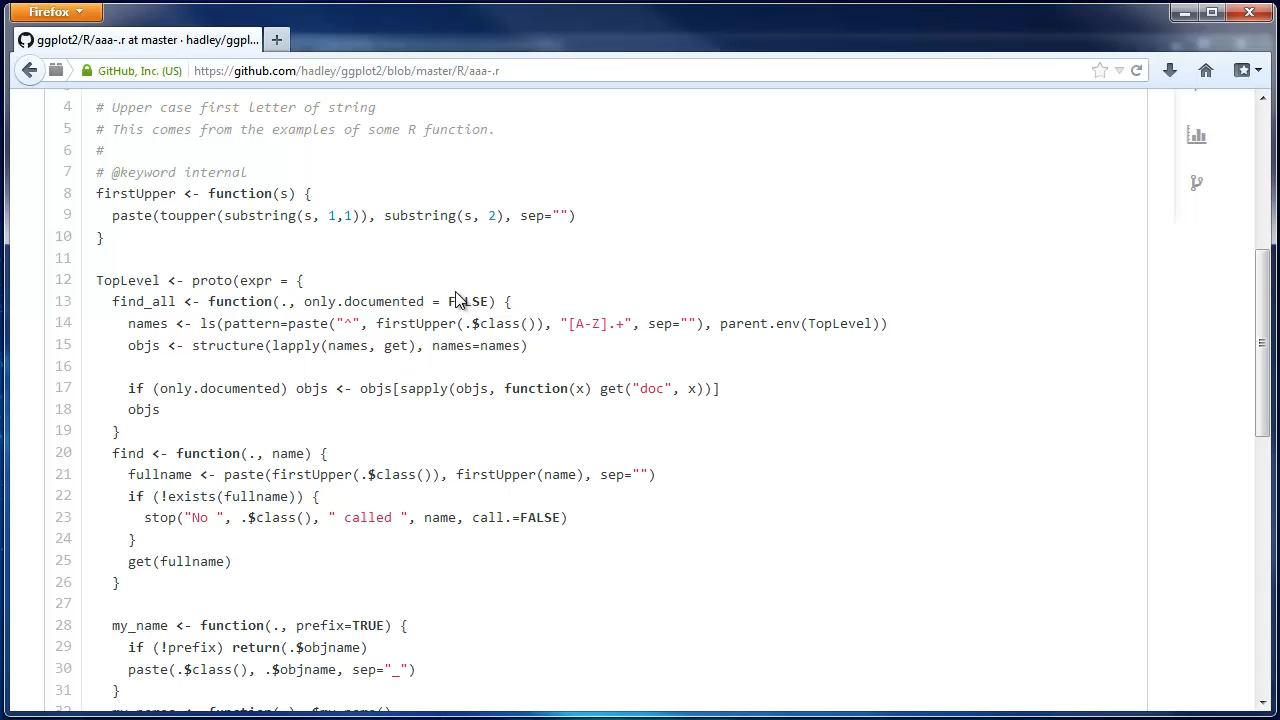 Firefox
ggplot2/R/aaa-.r at master · hadley/ggpl...
GitHub, Inc. (US)
https://github.com/hadley/ggplot2/blob/master/R/aaa-.r
4 # Upper case first letter of string
5 # This comes from the examples of some R function.
6 #
7 # @keyword internal
8 firstUpper <- function(s) {
9 paste(toupper(substring(s, 1,1)), substring(s, 2), sep="")
10 }
11
12 TopLevel <- proto(expr = {
13 find_all <- function(., only.documented = FALSE) {
14 names <- ls(pattern=paste("^", firstUpper(.$class()), "[A-Z].+", sep=""), parent.env(TopLevel))
15 objs <- structure(lapply(names, get), names=names)
16
17 if (only.documented) objs <- objs[sapply(objs, function(x) get("doc", x))]
18 objs
19 }
20 find <- function(., name) {
21 fullname <- paste(firstUpper(.$class()), firstUpper(name), sep="")
22 if (!exists(fullname)) {
23 stop("No ", .$class(), " called ", name, call.=FALSE)
24 }
25 get(fullname)
26 }
27
28 my_name <- function(., prefix=TRUE) {
29 if (!prefix) return(.$objname)
30 paste(.$class(), .$objname, sep="_")
31 }